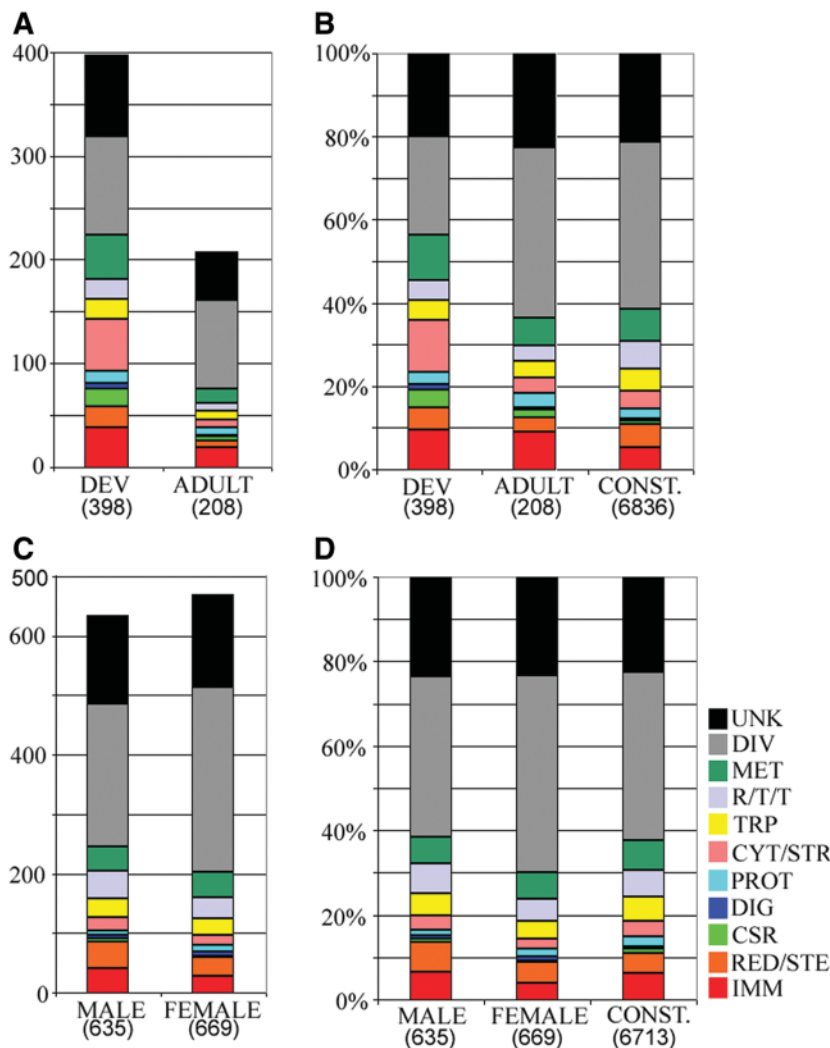 A
400
300
200
100
0
DEV
(398)
ADULT
(208)
B
100%
80%
60%
40%
20%
0%
DEV
(398)
ADULT
(208)
CONST.
(6836)
C
500
600
400
200
0
MALE
(635)
FEMALE
(669)
D
100%
80%
60%
40%
20%
0%
MALE
(635)
FEMALE
(669)
CONST.
(6713)
UNK
DIV
MET
R/T/T
TRP
CYT/STR
PROT
DIG
CSR
RED/STE
IMM